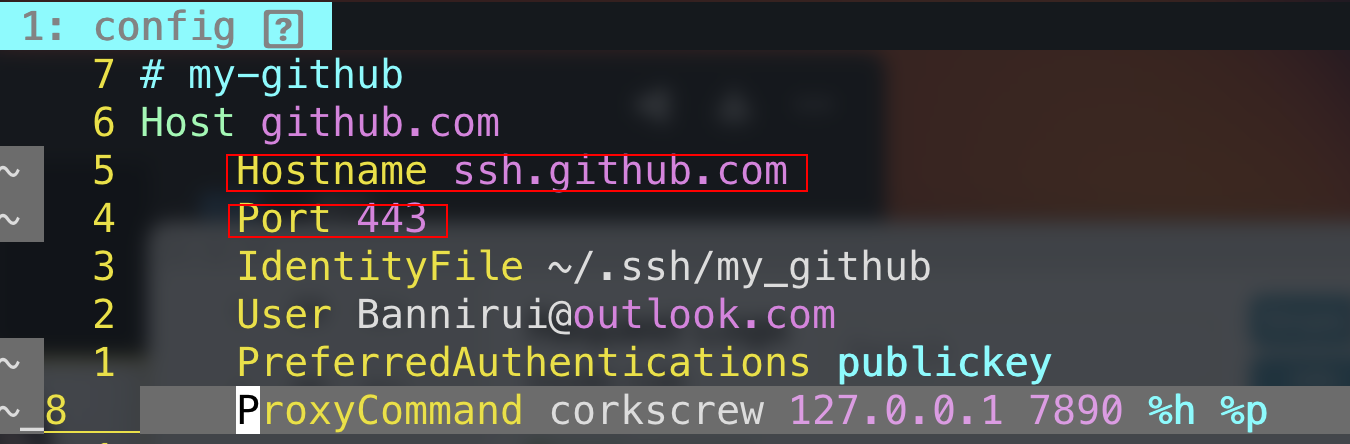 1: config [?]
7 # my-github
6 Host github.com
~ 5 Hostname ssh.github.com
~ 4 Port 443
3 IdentityFile ~/.ssh/my_github
2 User Bannirui@outlook.com
~ 1 PreferredAuthentications publickey
~_8 ProxyCommand corkscrew 127.0.0.1 7890 %h %p